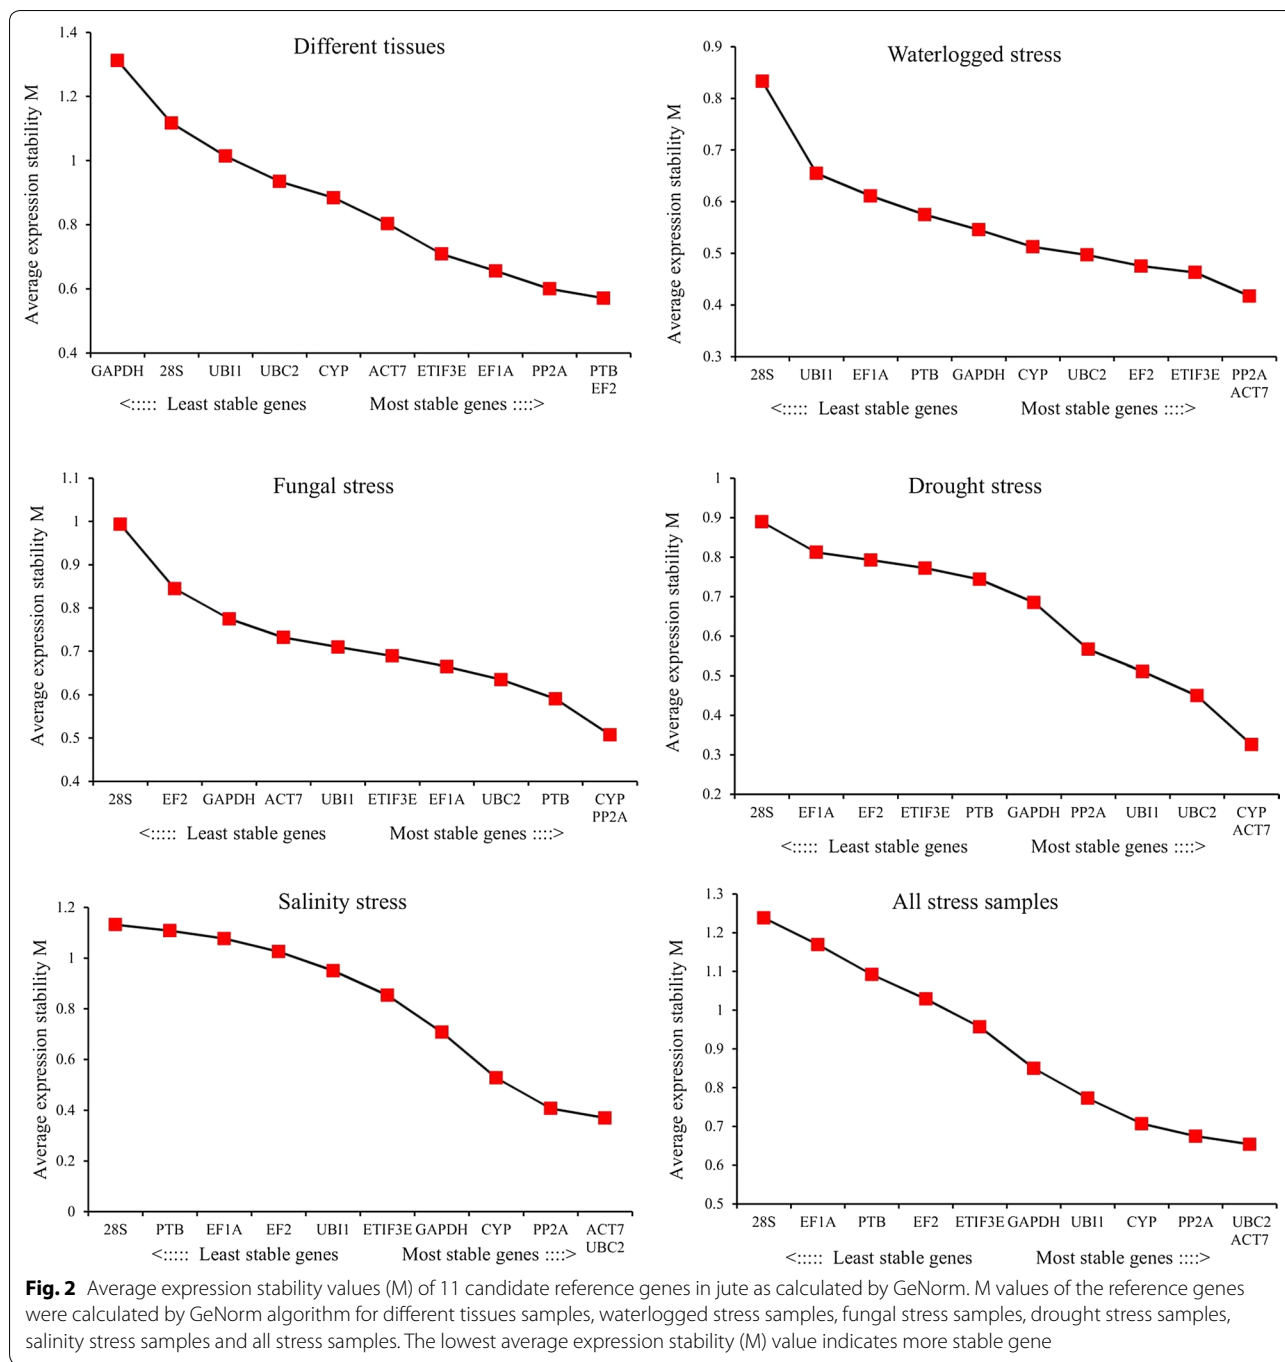 Different tissues
Average expression stability M
1.4
1.2
1
0.8
0.6
0.4
GAPDH 28S UBI1 UBC2 CYP ACT7 ETIF3E EF1A PP2A PTB
EF2
<::::: Least stable genes Most stable genes ::::>
Waterlogged stress
Average expression stability M
0.9
0.8
0.7
0.6
0.5
0.4
0.3
28S UBI1 EF1A PTB GAPDH CYP UBC2 EF2 ETIF3E PP2A
ACT7
<::::: Least stable genes Most stable genes ::::>
Fungal stress
Average expression stability M
1.1
1
0.9
0.8
0.7
0.6
0.5
0.4
28S EF2 GAPDH ACT7 UBI1 ETIF3E EF1A UBC2 PTB CYP
PP2A
<::::: Least stable genes Most stable genes ::::>
Drought stress
Average expression stability M
1
0.9
0.8
0.7
0.6
0.5
0.4
0.3
0.2
28S EF1A EF2 ETIF3E PTB GAPDH PP2A UBI1 UBC2 CYP
ACT7
<::::: Least stable genes Most stable genes ::::>
Salinity stress
Average expression stability M
1.2
1
0.8
0.6
0.4
0.2
0
28S PTB EF1A EF2 UBI1 ETIF3E GAPDH CYP PP2A ACT7
UBC2
<::::: Least stable genes Most stable genes ::::>
All stress samples
Average expression stability M
1.3
1.2
1.1
1
0.9
0.8
0.7
0.6
0.5
28S EF1A PTB EF2 ETIF3E GAPDH UBI1 CYP PP2A UBC2
ACT7
<::::: Least stable genes Most stable genes ::::>
Fig. 2 Average expression stability values (M) of 11 candidate reference genes in jute as calculated by GeNorm. M values of the reference genes
were calculated by GeNorm algorithm for different tissues samples, waterlogged stress samples, fungal stress samples, drought stress samples,
salinity stress samples and all stress samples. The lowest average expression stability (M) value indicates more stable gene